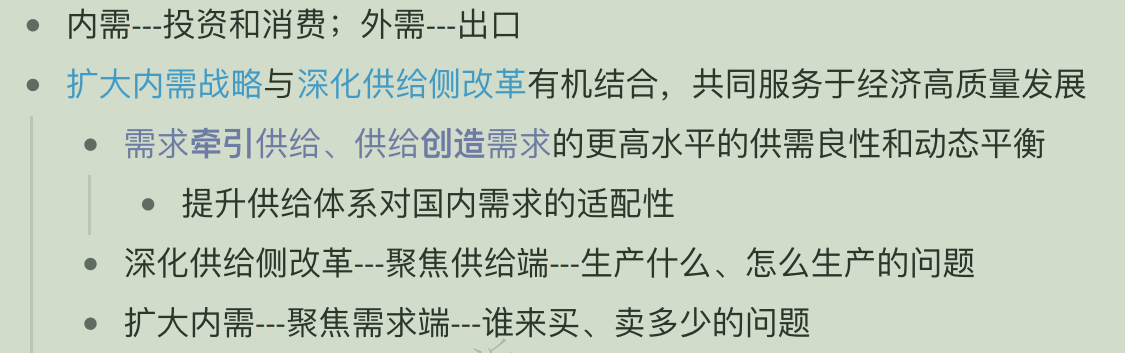 内需---投资和消费；外需---出口
扩大内需战略与深化供给侧改革有机结合，共同服务于经济高质量发展
需求牵引供给、供给创造需求的更高水平的供需良性和动态平衡
提升供给体系对国内需求的适配性
深化供给侧改革---聚焦供给端---生产什么、怎么生产的问题
扩大内需---聚焦需求端---谁来买、卖多少的问题